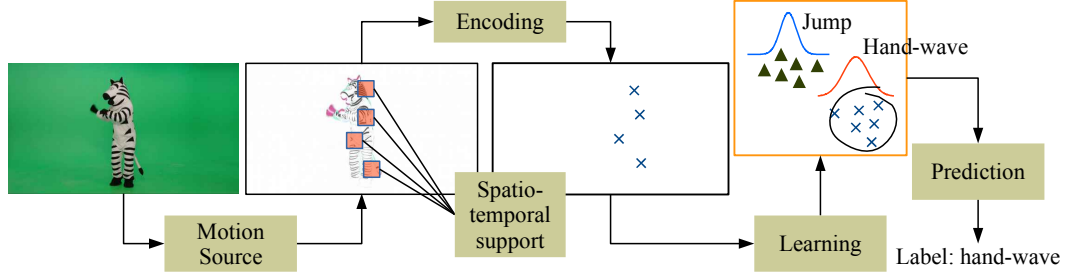 Encoding
Jump
Hand-wave
Motion
Source
Spatio-
temporal
support
Learning
Prediction
Label: hand-wave